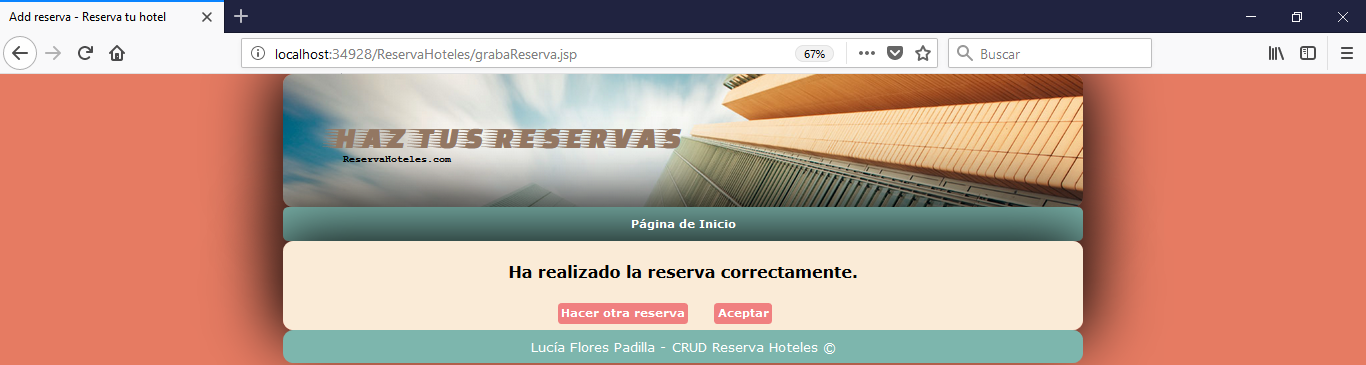 Add reserva - Reserva tu hotel
localhost:34928/ReservaHoteles/grabaReserva.jsp
67%
Buscar
HAZ TUS RESERVAS
ReservaHoteles.com
Página de Inicio
Ha realizado la reserva correctamente.
Hacer otra reserva Aceptar
Lucía Flores Padilla - CRUD Reserva Hoteles ©